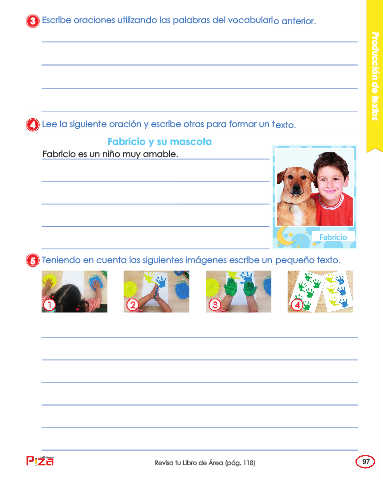 3 Escribe oraciones utilizando las palabras del vocabulario anterior.
Producción de textos
4 Lee la siguiente oración y escribe otras para formar un texto.
Fabricio y su mascota
Fabricio es un niño muy amable.
Fabricio
5 Teniendo en cuenta las siguientes imágenes escribe un pequeño texto.
1
2
3
4
Piza
Revisa tu Libro de Área (pág. 118)
97